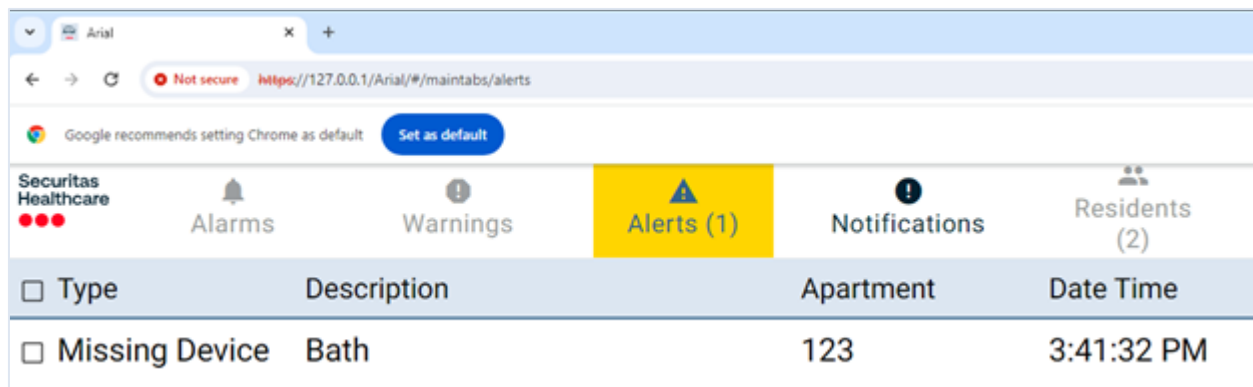 Arial
Not secure https://127.0.0.1/Arial/#/maintabs/alerts
Google recommends setting Chrome as default Set as default
Securitas
Healthcare
Alarms Warnings Alerts (1) Notifications Residents
(2)
Type Description Apartment Date Time
Missing Device Bath 123 3:41:32 PM